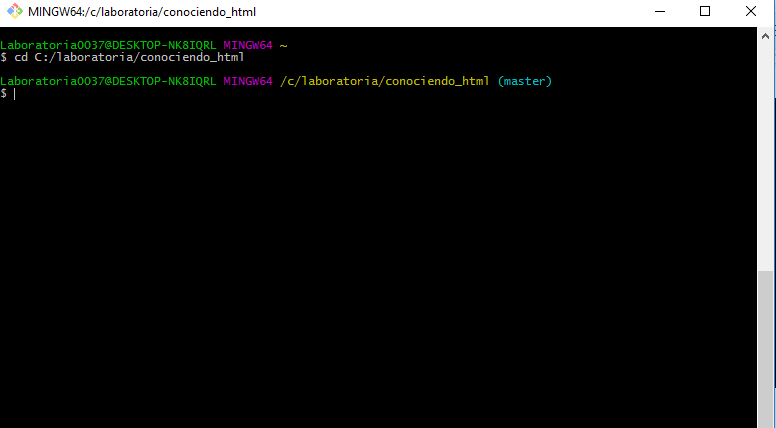 MINGW64:/c/laboratoria/conociendo_html
Laboratoria0037@DESKTOP-NK8IQRL MINGW64 ~
$ cd C:/laboratoria/conociendo_html
Laboratoria0037@DESKTOP-NK8IQRL MINGW64 /c/laboratoria/conociendo_html (master)
$